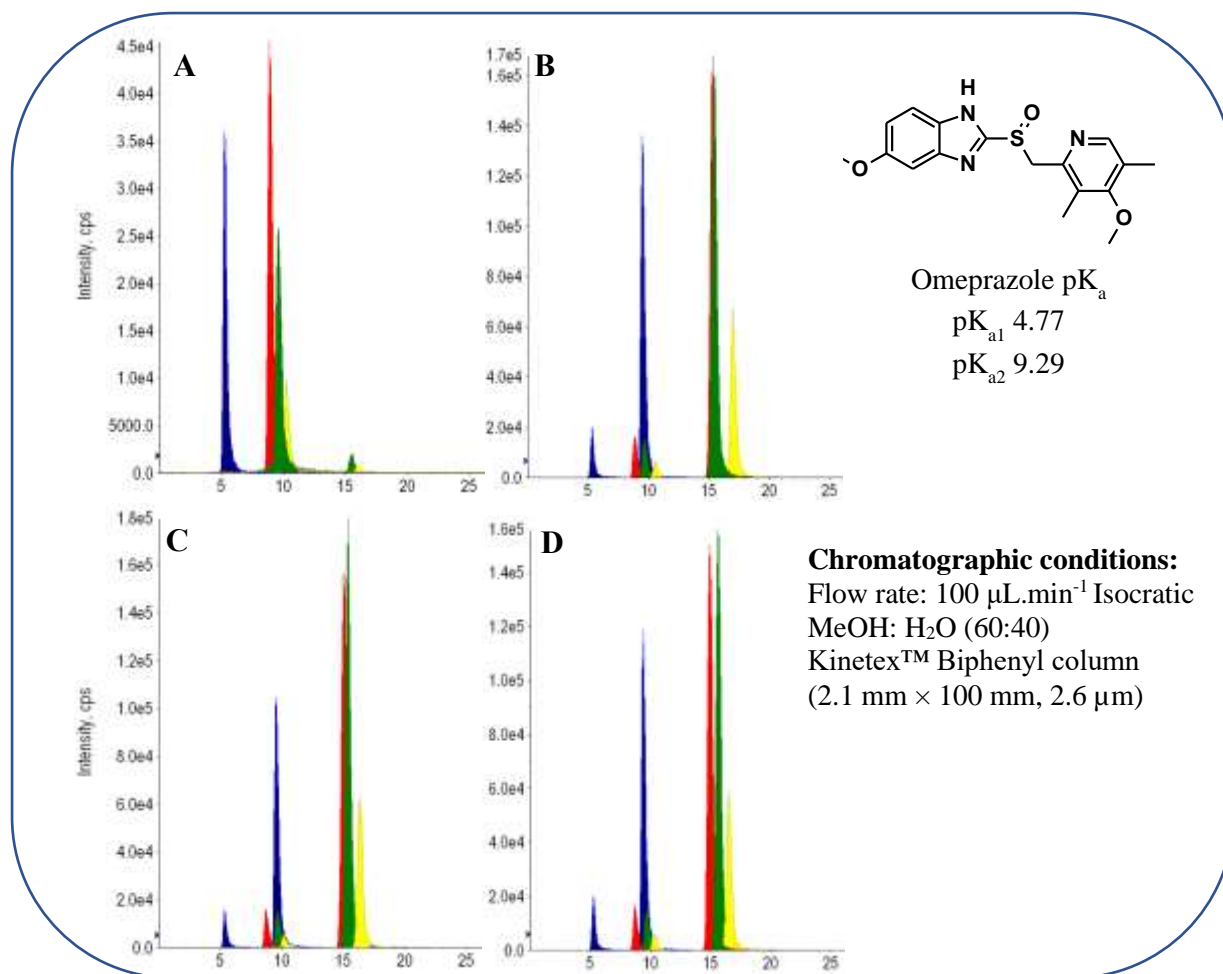 A
Intensity, cps
4.5e4
4.0e4
3.5e4
3.0e4
2.5e4
2.0e4
1.5e4
1.0e4
5000.0
0.0
5 10 15 20 25
B
1.7e5
1.6e5
1.4e5
1.2e5
1.0e5
8.0e4
6.0e4
4.0e4
2.0e4
0.0
5 10 15 20 25
H
N
O
S
N
N
O
O
Omeprazole pKa
pKa1 4.77
pKa2 9.29
C
Intensity, cps
1.8e5
1.6e5
1.4e5
1.2e5
1.0e5
8.0e4
6.0e4
4.0e4
2.0e4
0.0
5 10 15 20 25
D
1.6e5
1.4e5
1.2e5
1.0e5
8.0e4
6.0e4
4.0e4
2.0e4
0.0
5 10 15 20 25
Chromatographic conditions:
Flow rate: 100 µL.min-1 Isocratic
MeOH: H₂O (60:40)
Kinetex™ Biphenyl column
(2.1 mm × 100 mm, 2.6 µm)